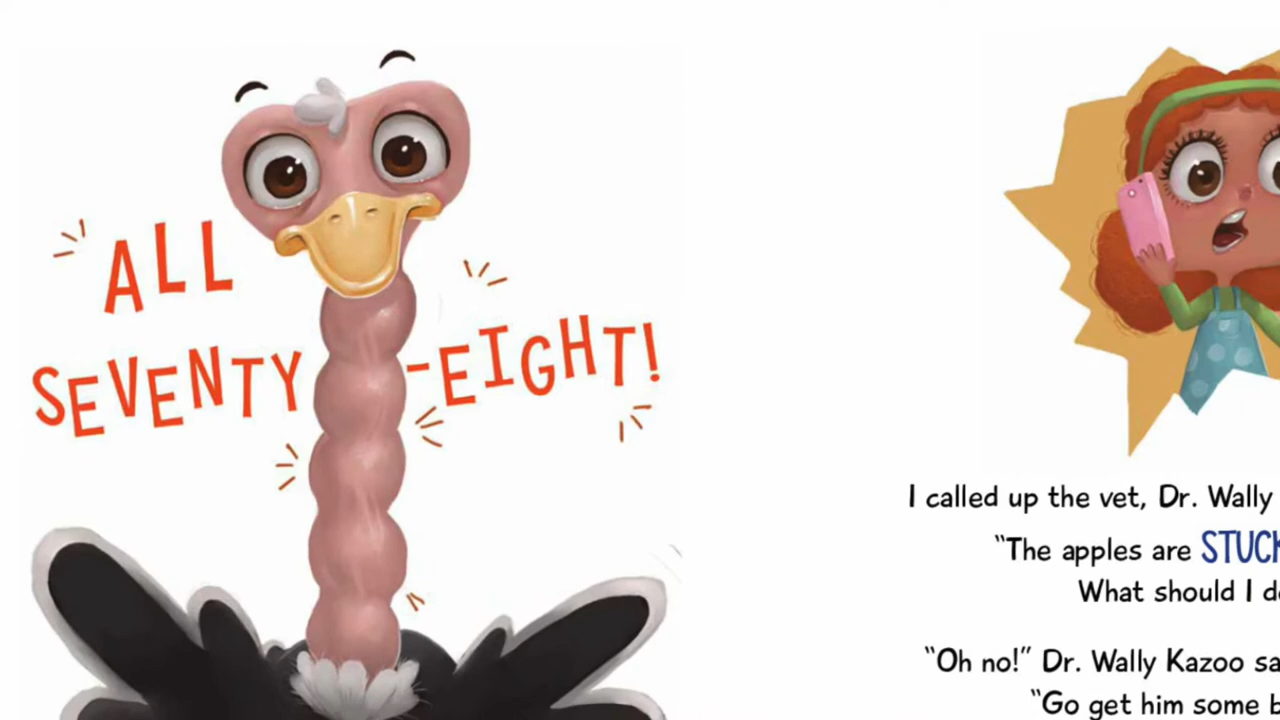 ALL
SEVENTY-EIGHT!
I called up the vet, Dr. Wally
“The apples are
What should I
“Oh no!” Dr. Wally Kazoo
“Go get him some